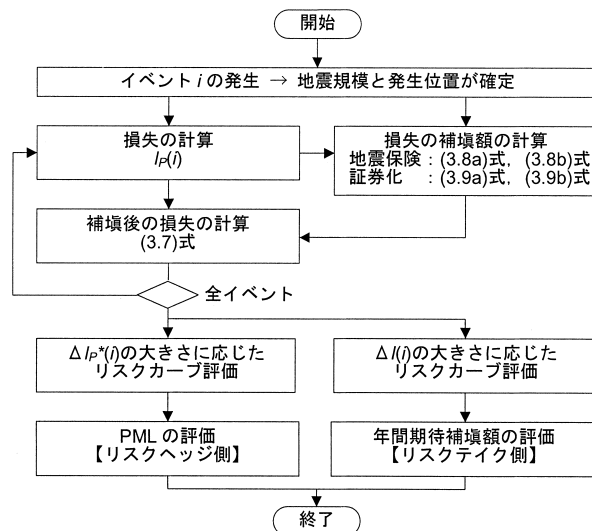 開始
イベント i の発生 → 地震規模と発生位置が確定
損失の計算
lP(i)
損失の補塡額の計算
地震保険：(3.8a)式，(3.8b)式
証券化　：(3.9a)式，(3.9b)式
補塡後の損失の計算
(3.7)式
全イベント
ΔlP*(i)の大きさに応じた
リスクカーブ評価
Δl(i)の大きさに応じた
リスクカーブ評価
PMLの評価
【リスクヘッジ側】
年間期待補塡額の評価
【リスクテイク側】
終了